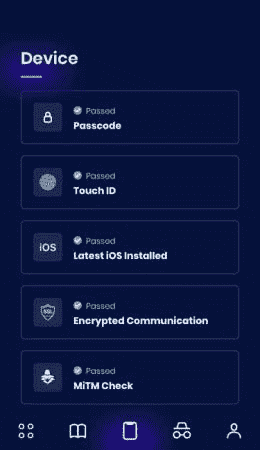 Device
Passed
Passcode
Passed
Touch ID
iOS
Passed
Latest iOS Installed
SSL
Passed
Encrypted Communication
Passed
MiTM Check